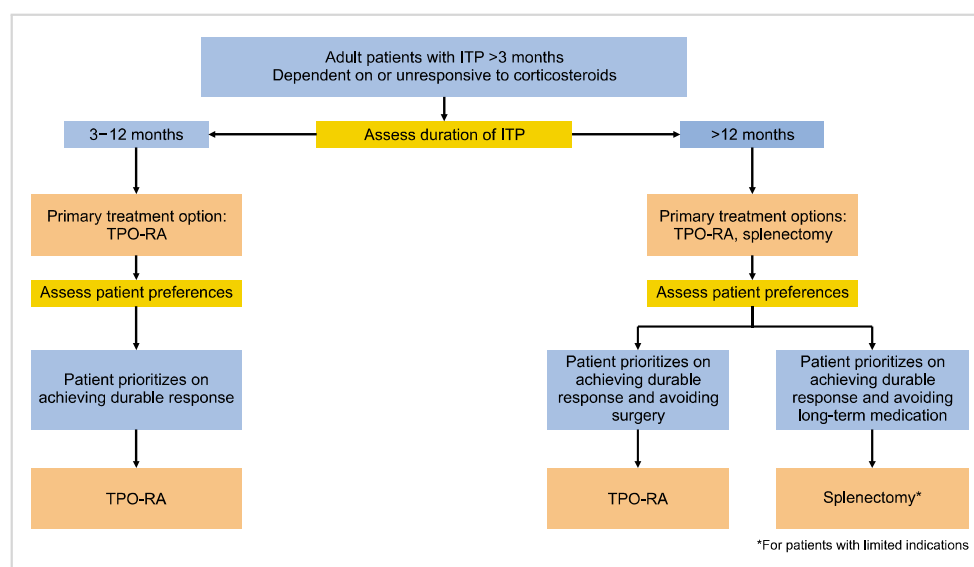 Adult patients with ITP >3 months
Dependent on or unresponsive to corticosteroids
3−12 months
Assess duration of ITP
>12 months
Primary treatment option:
TPO-RA
Primary treatment options:
TPO-RA, splenectomy
Assess patient preferences
Assess patient preferences
Patient prioritizes on
achieving durable response
Patient prioritizes on
achieving durable
response and avoiding
surgery
Patient prioritizes on
achieving durable
response and avoiding
long-term medication
TPO-RA
TPO-RA
Splenectomy*
*For patients with limited indications